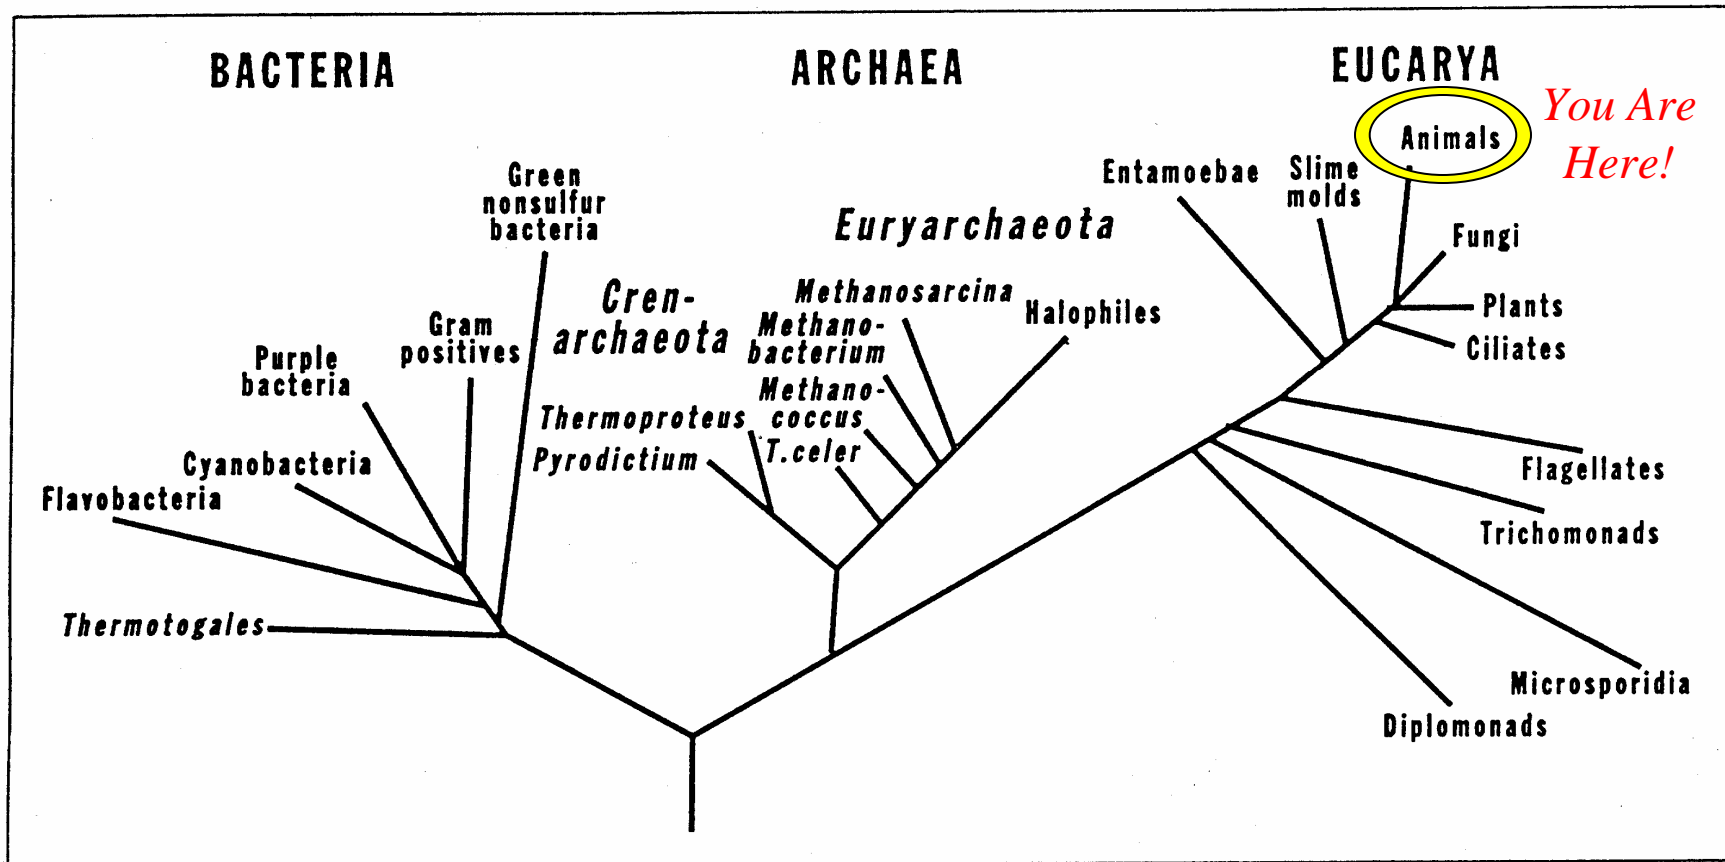 BACTERIA
ARCHAEA
EUCARYA
You Are
Here!
Animals
Green
nonsulfur
bacteria
Entamoebae
Slime
molds
Euryarchaeota
Fungi
Cren-
archaeota
Methanosarcina
Halophiles
Plants
Ciliates
Gram
positives
Methano-
bacterium
Purple
bacteria
Methano-
coccus
Thermoproteus
T.celer
Pyrodictium
Cyanobacteria
Flavobacteria
Flagellates
Trichomonads
Thermotogales
Microsporidia
Diplomonads